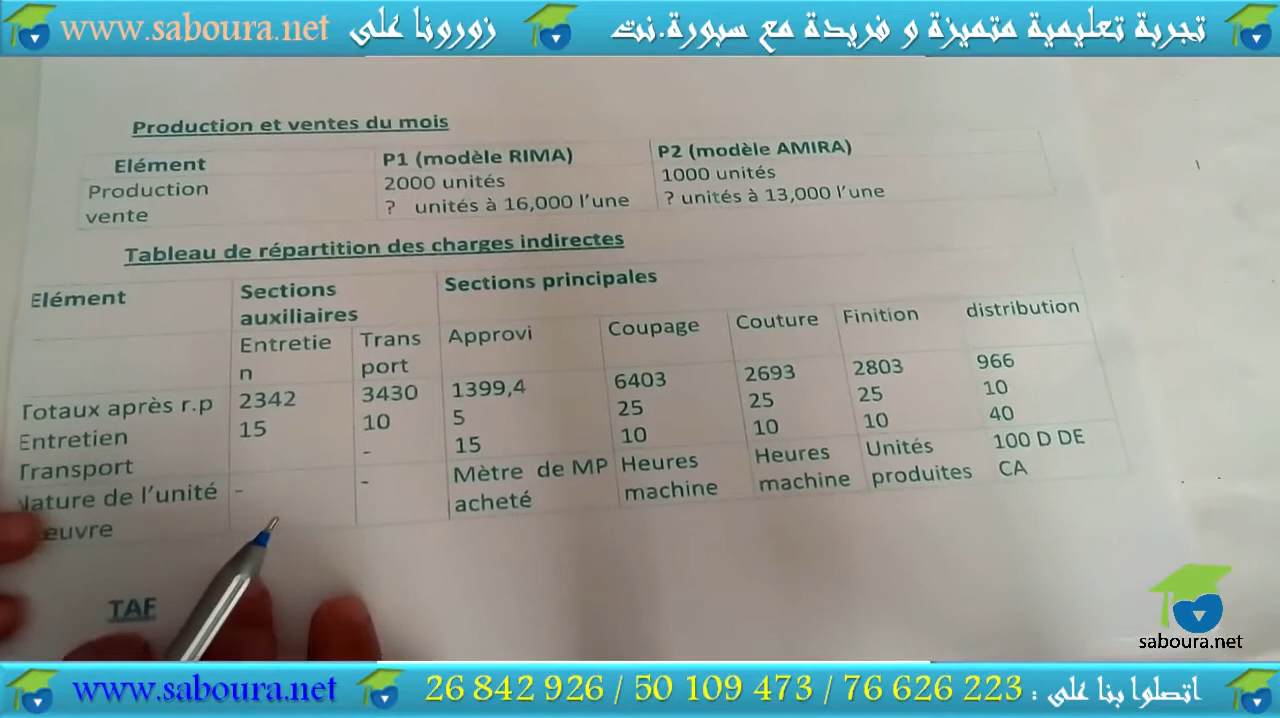 تجربة تعليمية متميزة و فريدة مع سبورة.نت زورونا على www.saboura.net
Production et ventes du mois
Elément P1 (modèle RIMA) P2 (modèle AMIRA)
Production 2000 unités 1000 unités
vente ? unités à 16,000 l’une ? unités à 13,000 l’une
Tableau de répartition des charges indirectes
Elément Sections auxiliaires Sections principales
Entretien Transport Approvi Coupage Couture Finition distribution
Totaux après r.p 2342 3430 1399,4 6403 2693 2803 966
Entretien 15 10 5 25 25 25 10
Transport - 15 10 10 10 40
Nature de l’unité - - Mètre de MP Heures Heures Unités 100 D DE
euvre acheté machine machine produites CA
TAF
saboura.net
www.saboura.net 26 842 926 / 50 109 473 / 76 626 223 : اتصلوا بنا على